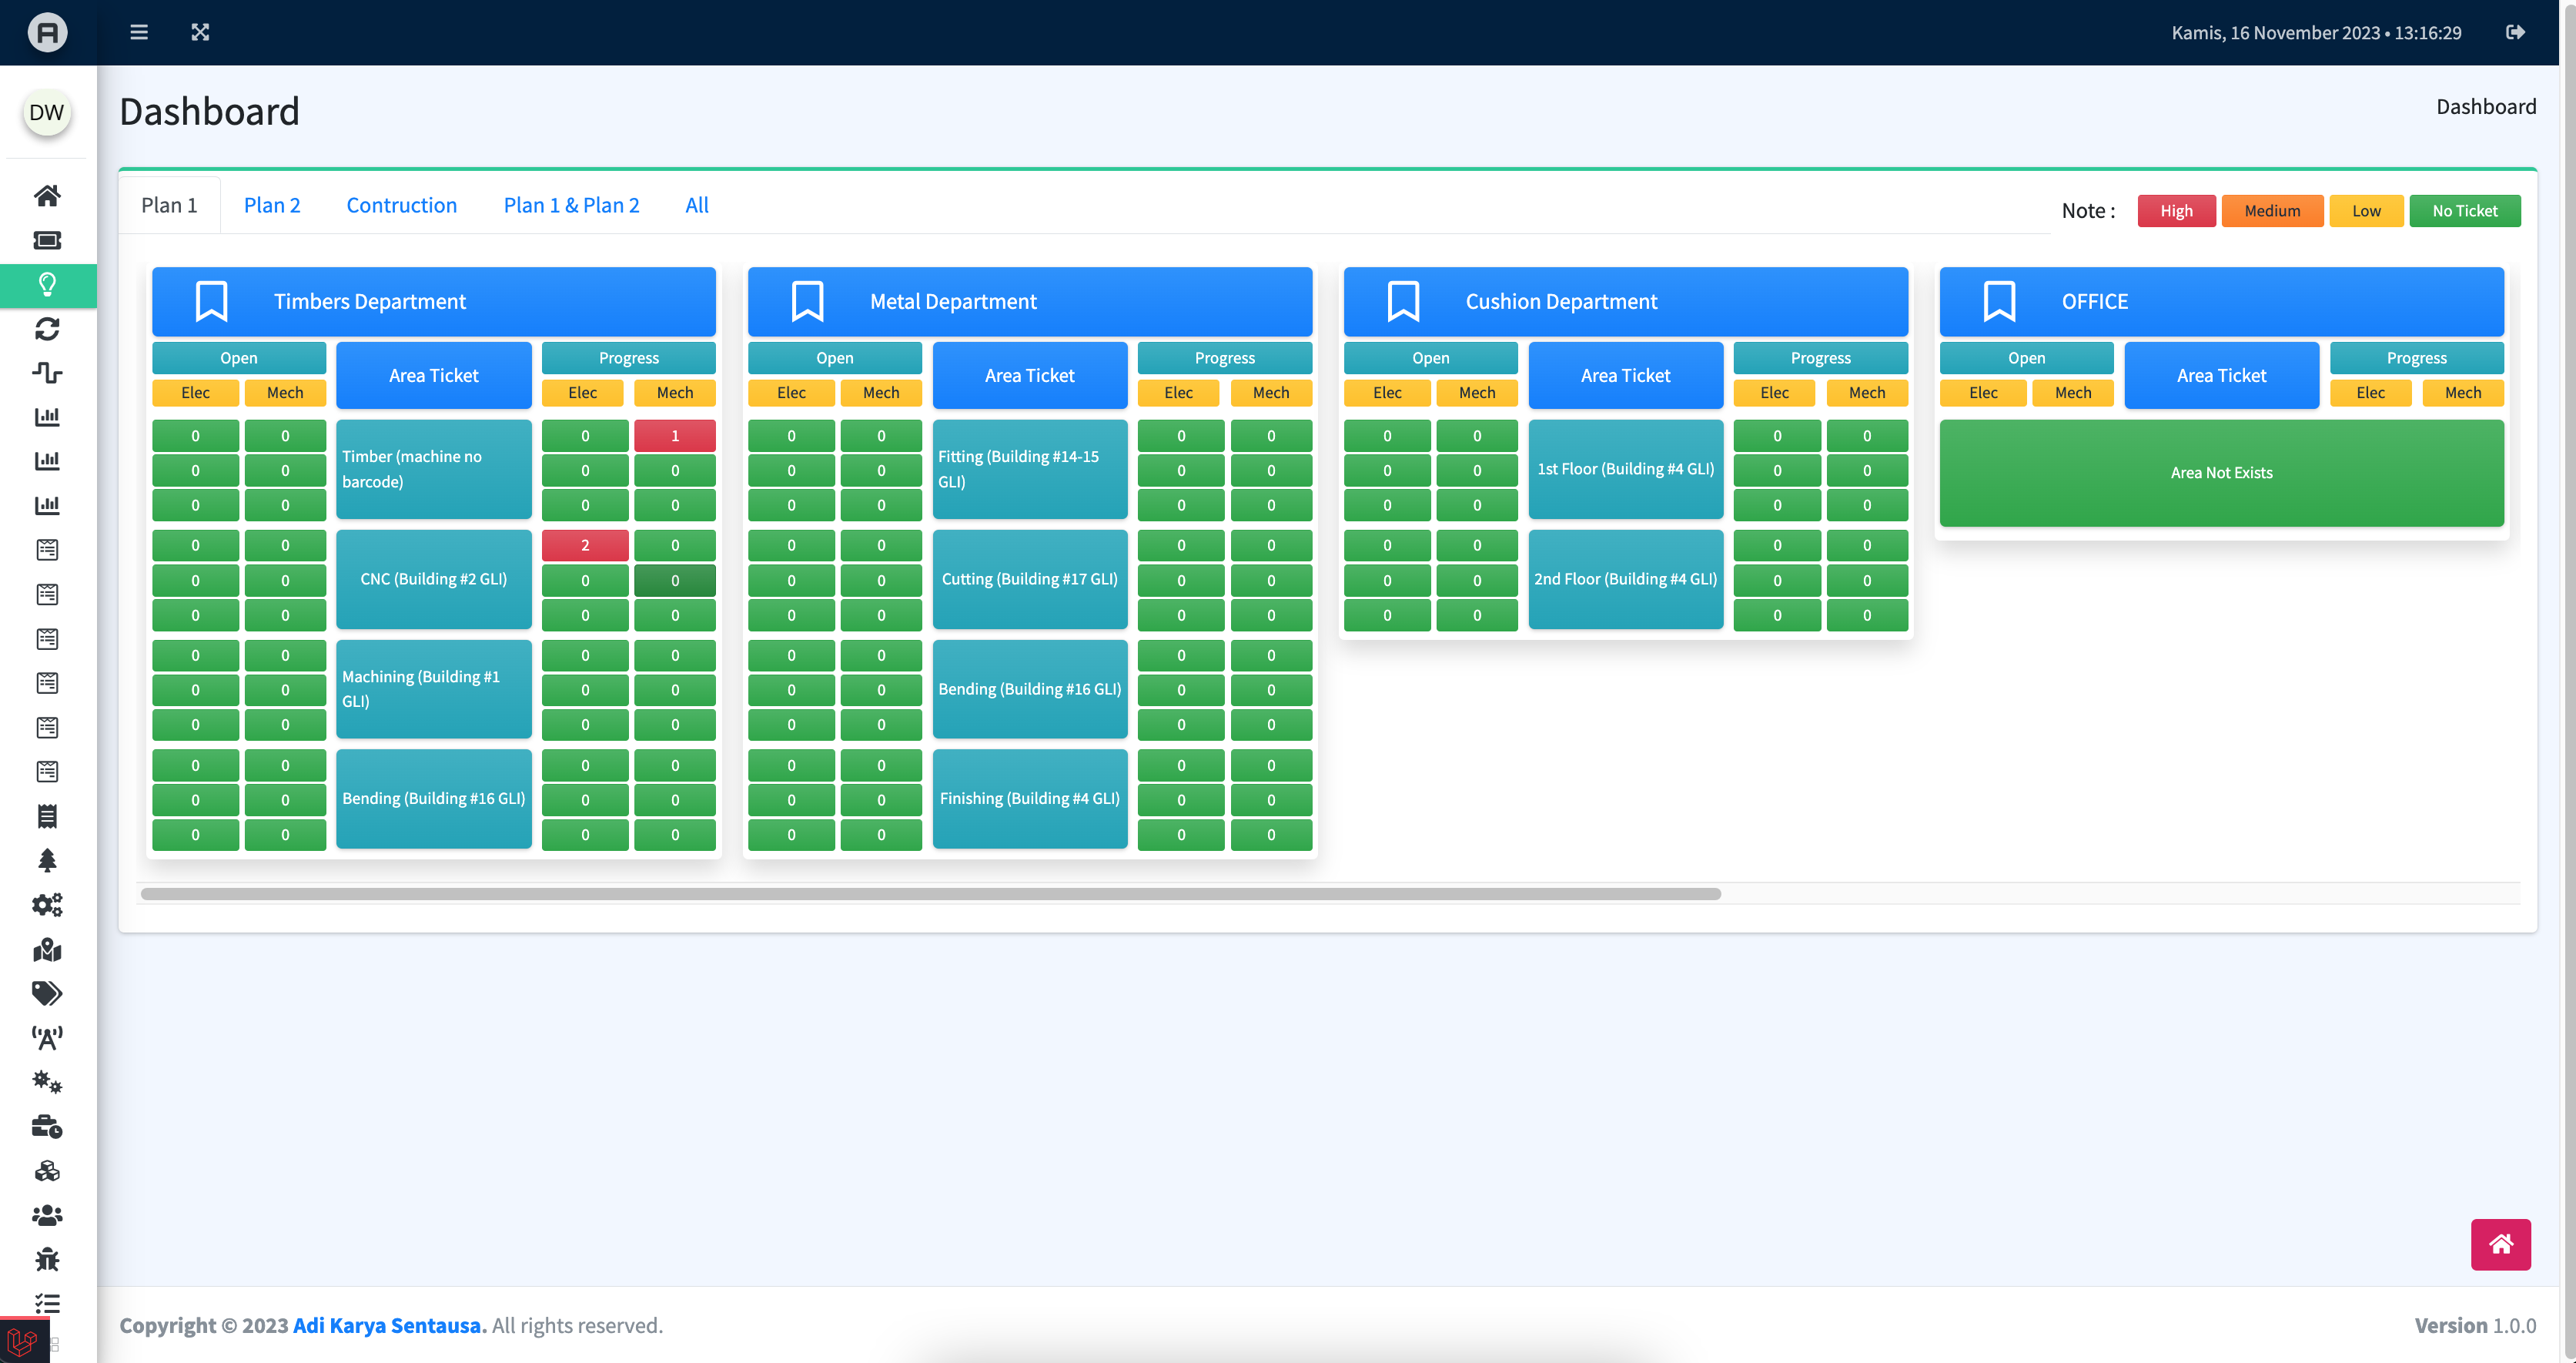 A Kamis, 16 November 2023 • 13:16:29
DW
Dashboard Dashboard
Plan 1 Plan 2 Contruction Plan 1 & Plan 2 All Note : High Medium Low No Ticket
Timbers Department
Open Area Ticket Progress
Elec Mech Elec Mech
0 0 Timber (machine no 0 1
0 0 barcode) 0 0
0 0 0 0
0 0 2 0
0 0 CNC (Building #2 GLI) 0 0
0 0 0 0
0 0 Machining (Building #1 0 0
0 0 GLI) 0 0
0 0 0 0
0 0 0 0
0 0 Bending (Building #16 GLI) 0 0
0 0 0 0
Metal Department
Open Area Ticket Progress
Elec Mech Elec Mech
0 0 Fitting (Building #14-15 0 0
0 0 GLI) 0 0
0 0 0 0
0 0 0 0
0 0 Cutting (Building #17 GLI) 0 0
0 0 0 0
0 0 0 0
0 0 Bending (Building #16 GLI) 0 0
0 0 0 0
0 0 0 0
0 0 Finishing (Building #4 GLI) 0 0
0 0 0 0
Cushion Department
Open Area Ticket Progress
Elec Mech Elec Mech
0 0 0 0
0 0 1st Floor (Building #4 GLI) 0 0
0 0 0 0
0 0 0 0
0 0 2nd Floor (Building #4 GLI) 0 0
0 0 0 0
OFFICE
Open Area Ticket Progress
Elec Mech Elec Mech
Area Not Exists
Copyright © 2023 Adi Karya Sentausa. All rights reserved. Version 1.0.0